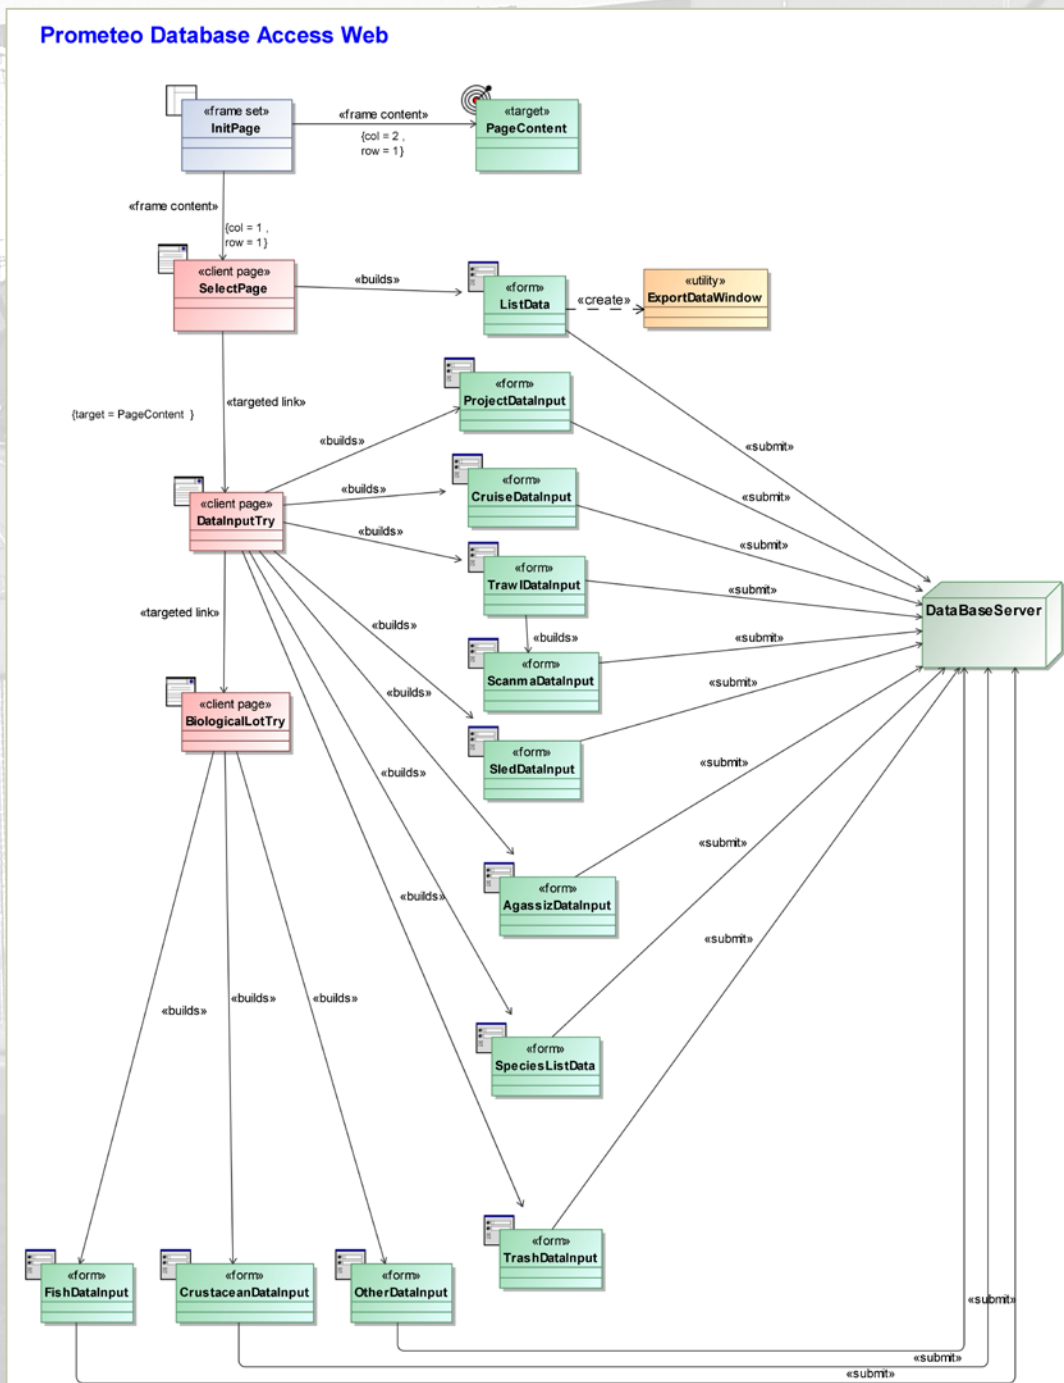 Prometeo Database Access Web
«frame set»
InitPage
«frame content»
{col = 2 ,
row = 1}
«target»
PageContent
«frame content»
{col = 1 ,
row = 1}
«client page»
SelectPage
«builds»
«form»
ListData
«create»
«utility»
ExportDataWindow
«form»
ProjectDataInput
{target = PageContent }
«targeted link»
«builds»
«submit»
«client page»
DataInputTry
«builds»
«form»
CruiseDataInput
«submit»
«builds»
«submit»
«form»
TrawlDataInput
«submit»
DataBaseServer
«targeted link»
«builds»
«builds»
«submit»
«form»
ScanmaDataInput
«builds»
«submit»
«client page»
BiologicalLotTry
«form»
SledDataInput
«builds»
«submit»
«form»
AgassizDataInput
«builds»
«submit»
«submit»
«builds»
«builds»
«builds»
«form»
SpeciesListData
«form»
TrashDataInput
«form»
FishDataInput
«form»
CrustaceanDataInput
«form»
OtherDataInput
«submit»
«submit»
«submit»